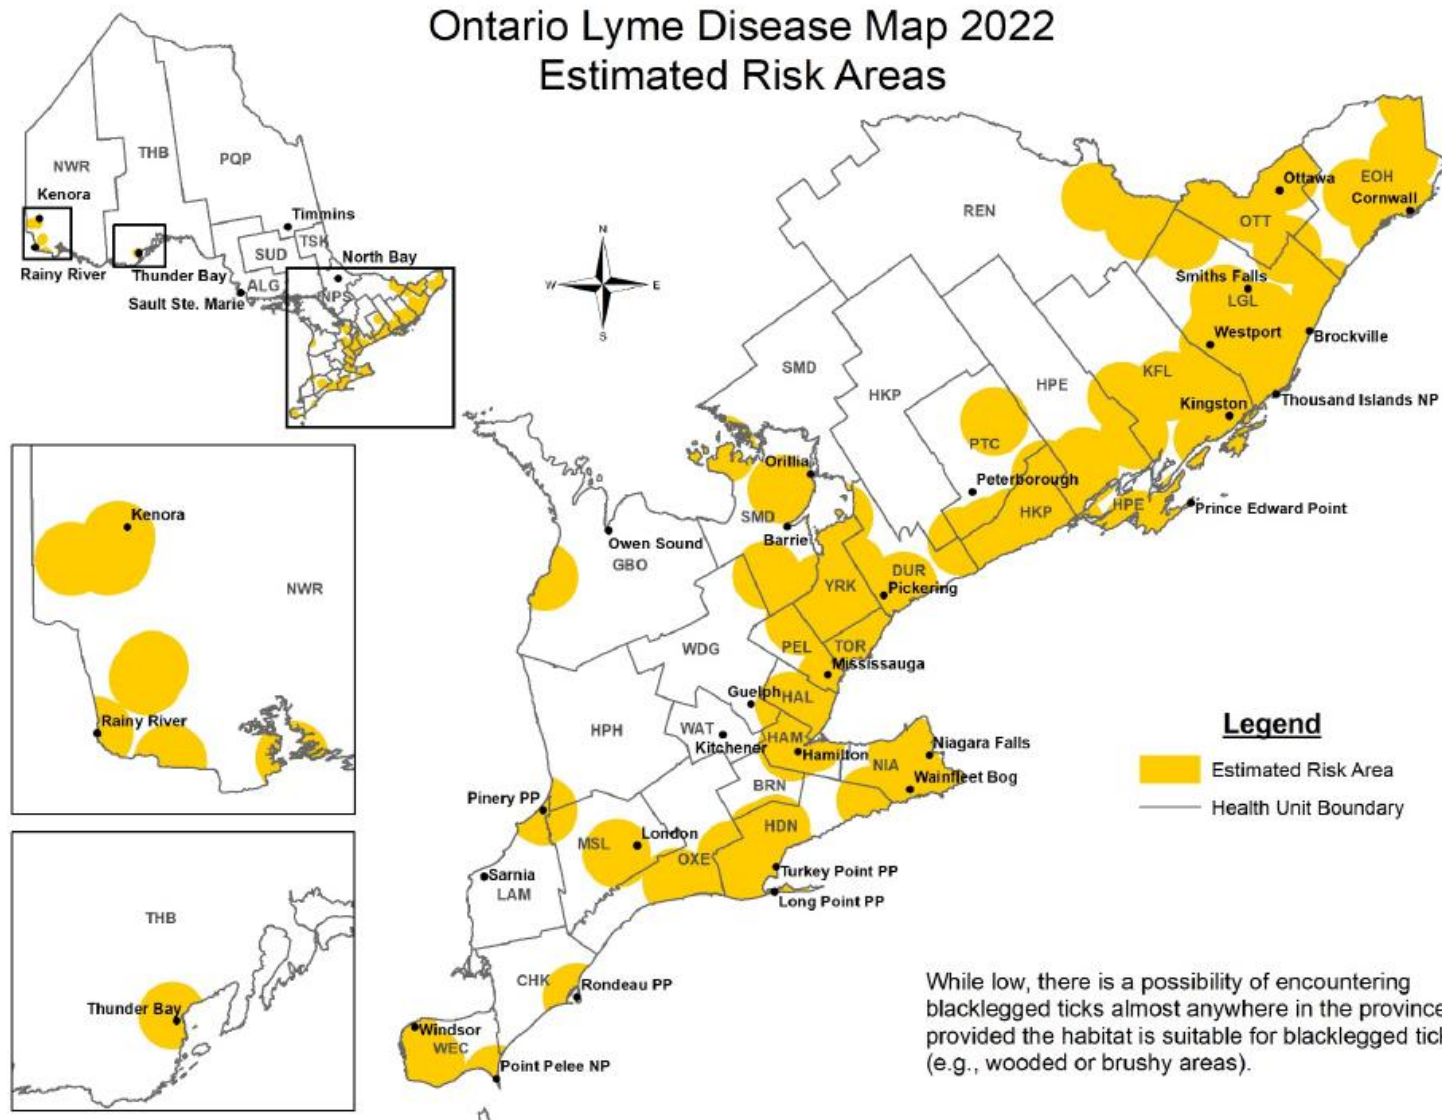 Ontario Lyme Disease Map 2022
Estimated Risk Areas
NWR
THB
PQP
Kenora
Timmins
TSK
SUD
North Bay
Rainy River
Thunder Bay
ALG
NPS
Sault Ste. Marie
N
W
E
S
REN
Ottawa
EOH
Cornwall
OTT
Smiths Falls
LGL
Westport
Brockville
SMD
HKP
HPE
KFL
Thousand Islands NP
Kingston
PTC
Orillia
Peterborough
HKP
HPE
Prince Edward Point
SMD
Barrie
Owen Sound
GBO
DUR
Pickering
YRK
WDG
PEL
TOR
Mississauga
Guelph
HAL
HPH
WAT
Kitchener
HAM
Hamilton
NIA
Niagara Falls
Wainfleet Bog
BRN
Pinery PP
HDN
MSL
London
OXE
Turkey Point PP
Sarnia
LAM
Long Point PP
CHK
Rondeau PP
Windsor
WEC
Point Pelee NP
Kenora
NWR
Rainy River
THB
Thunder Bay
Legend
Estimated Risk Area
Health Unit Boundary
While low, there is a possibility of encountering
blacklegged ticks almost anywhere in the province
provided the habitat is suitable for blacklegged tic
(e.g., wooded or brushy areas).